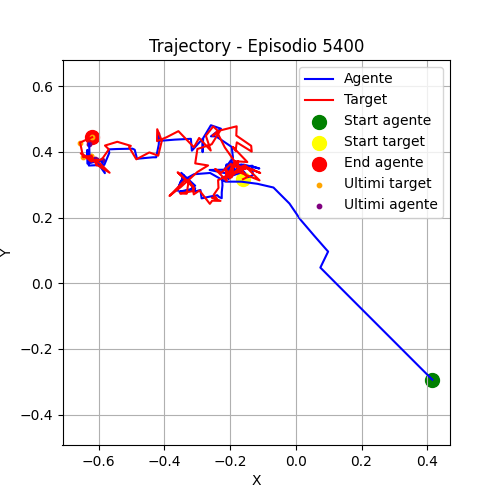 Trajectory - Episodio 5400
Agente
Target
Start agente
Start target
End agente
Ultimi target
Ultimi agente
0.6
0.4
0.2
0.0
−0.2
−0.4
Y
−0.6
−0.4
−0.2
0.0
0.2
0.4
X